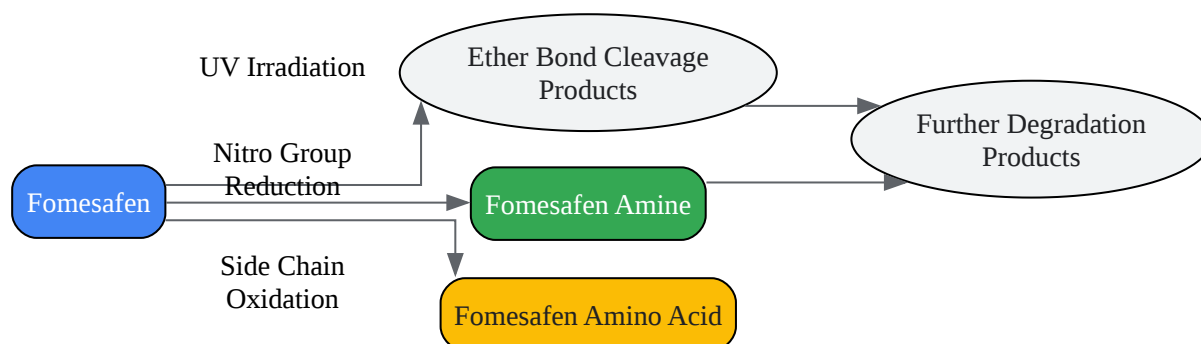 UV Irradiation
Ether Bond Cleavage
Products
Further Degradation
Products
Nitro Group
Reduction
Fomesafen
Fomesafen Amine
Side Chain
Oxidation
Fomesafen Amino Acid